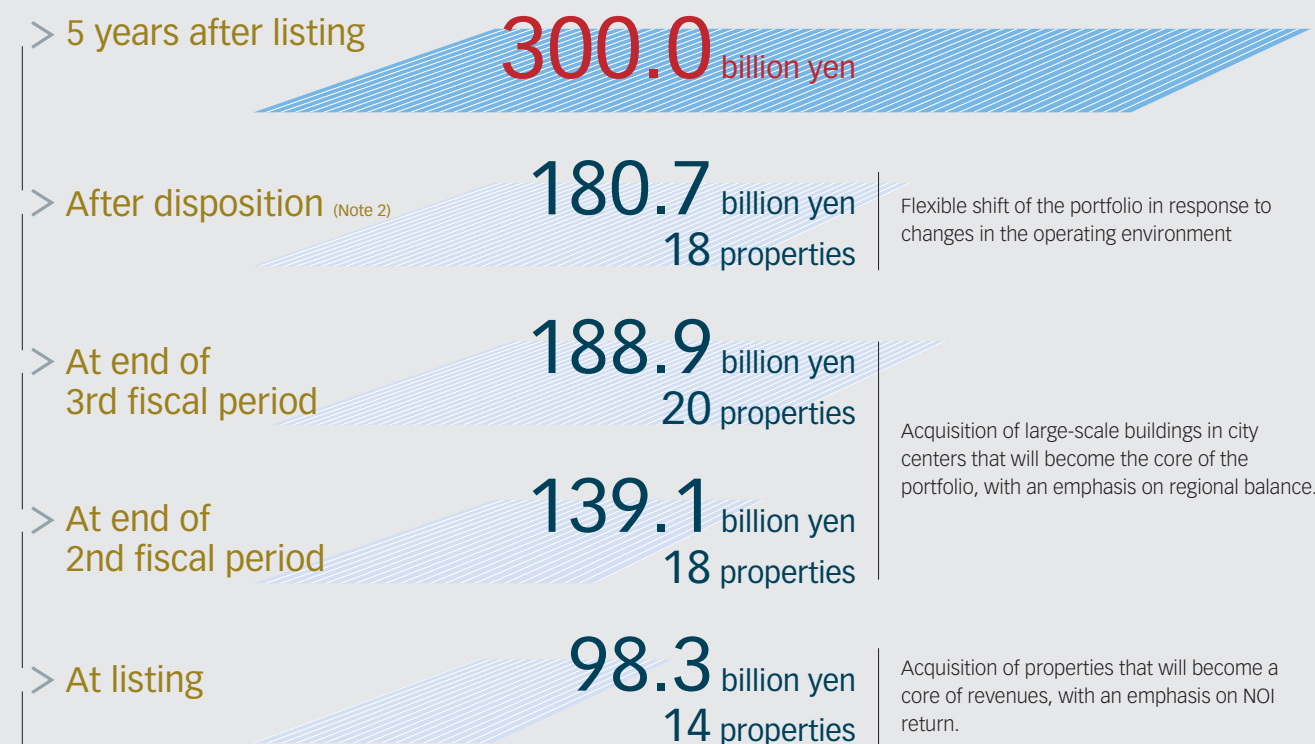 5 years after listing
300.0 billion yen
After disposition (Note 2)
180.7 billion yen
18 properties
Flexible shift of the portfolio in response to
changes in the operating environment
At end of
3rd fiscal period
188.9 billion yen
20 properties
At end of
2nd fiscal period
139.1 billion yen
18 properties
Acquisition of large-scale buildings in city
centers that will become the core of the
portfolio, with an emphasis on regional balance.
At listing
98.3 billion yen
14 properties
Acquisition of properties that will become a
core of revenues, with an emphasis on NOI
return.